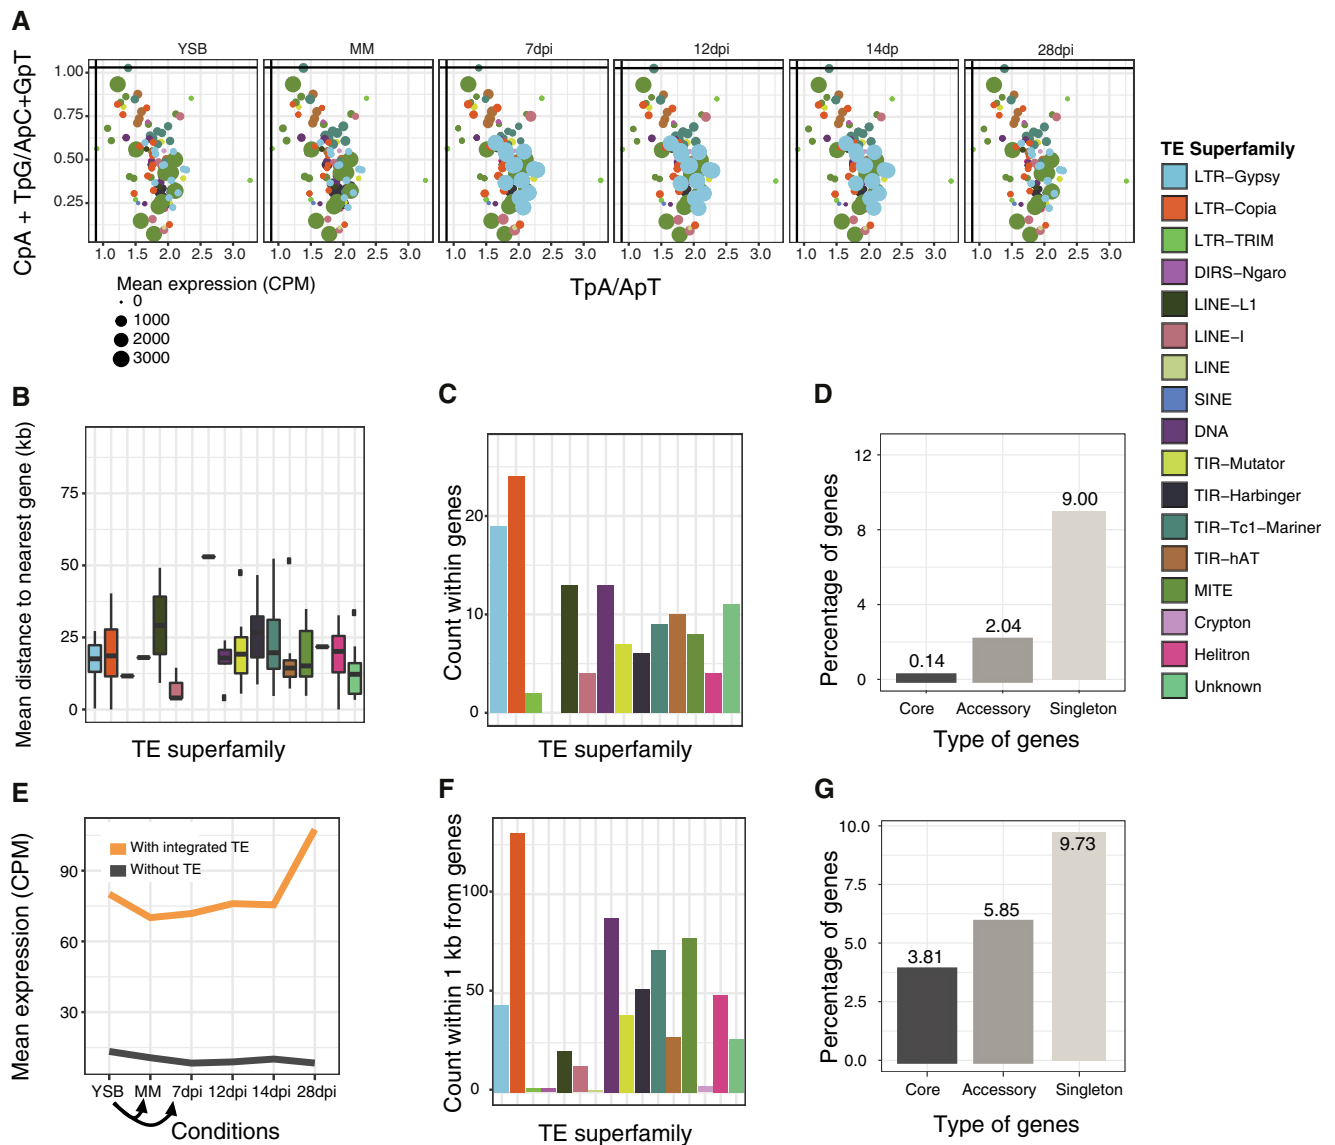 A
YSB
MM
7dpi
12dpi
14dp
28dpi
CpA + TpG/ApC+GpT
1.00
0.75
0.50
0.25
1.0 1.5 2.0 2.5 3.0
1.0 1.5 2.0 2.5 3.0
1.0 1.5 2.0 2.5 3.0
1.0 1.5 2.0 2.5 3.0
1.0 1.5 2.0 2.5 3.0
1.0 1.5 2.0 2.5 3.0
TpA/ApT
Mean expression (CPM)
0
1000
2000
3000
TE Superfamily
LTR−Gypsy
LTR−Copia
LTR−TRIM
DIRS−Ngaro
LINE−L1
LINE−I
LINE
SINE
DNA
TIR−Mutator
TIR−Harbinger
TIR−Tc1−Mariner
TIR−hAT
MITE
Crypton
Helitron
Unknown
B
Mean distance to nearest gene (kb)
75
50
25
0
TE superfamily
C
Count within genes
20
10
0
TE superfamily
D
Percentage of genes
12
8
4
0
0.14
2.04
9.00
Core
Accessory
Singleton
Type of genes
E
Mean expression (CPM)
90
60
30
With integrated TE
Without TE
YSB
MM
7dpi
12dpi
14dpi
28dpi
Conditions
F
Count within 1 kb from genes
100
50
0
TE superfamily
G
Percentage of genes
10.0
7.5
5.0
2.5
0.0
3.81
5.85
9.73
Core
Accessory
Singleton
Type of genes